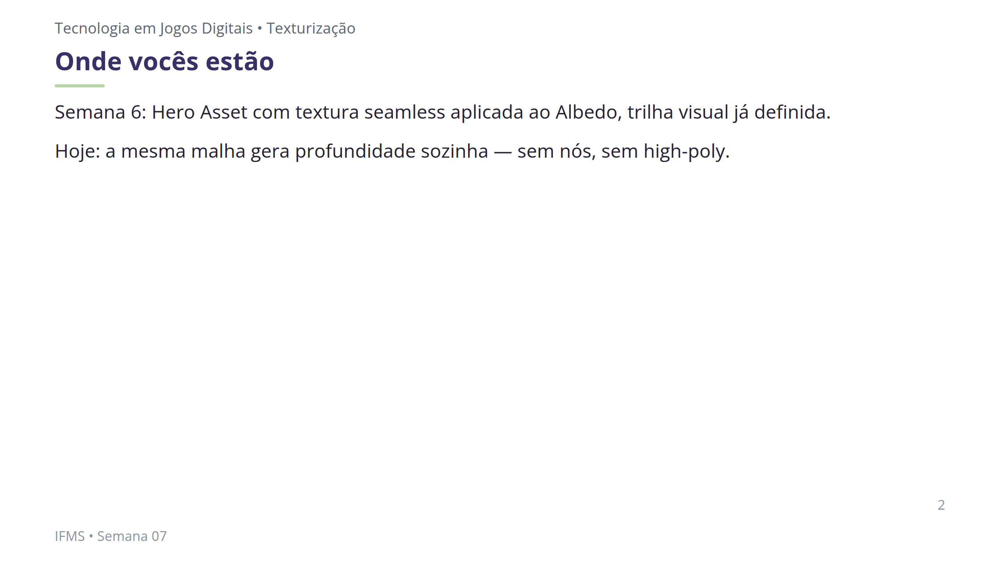 Tecnologia em Jogos Digitais • Texturização
Onde vocês estão
Semana 6: Hero Asset com textura seamless aplicada ao Albedo, trilha visual já definida.
Hoje: a mesma malha gera profundidade sozinha — sem nós, sem high-poly.
2
IFMS • Semana 07